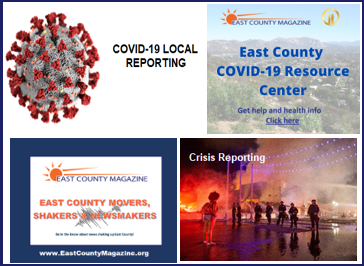 COVID-19 LOCAL
REPORTING
EAST COUNTY MAGAZINE
East County
COVID-19 Resource
Center
Get help and health info
Click here
EAST COUNTY MAGAZINE
EAST COUNTY MOVERS,
SHAKERS & NEWSMAKERS
www.EastCountyMagazine.org
Crisis Reporting